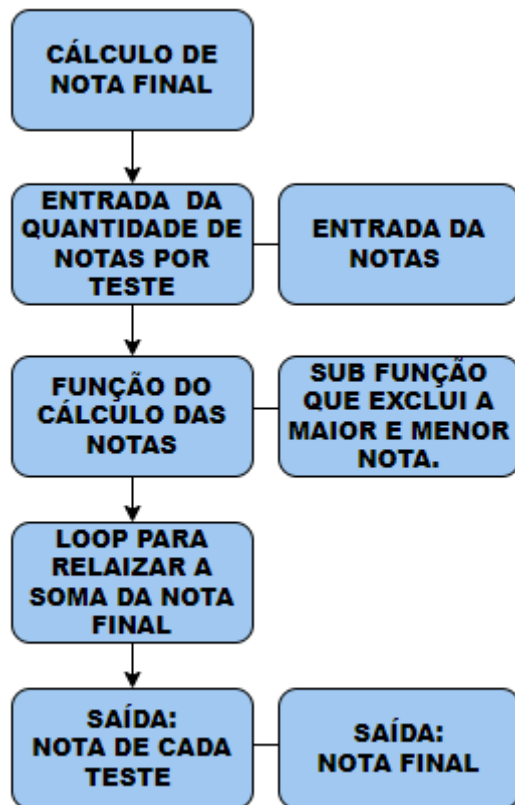 CÁLCULO DE
NOTA FINAL
ENTRADA DA
QUANTIDADE DE
NOTAS POR
TESTE
ENTRADA DA
NOTAS
FUNÇÃO DO
CÁLCULO DAS
NOTAS
SUB FUNÇÃO
QUE EXCLUI A
MAIOR E MENOR
NOTA.
LOOP PARA
RELAIZAR A
SOMA DA NOTA
FINAL
SAÍDA:
NOTA DE CADA
TESTE
SAÍDA:
NOTA FINAL